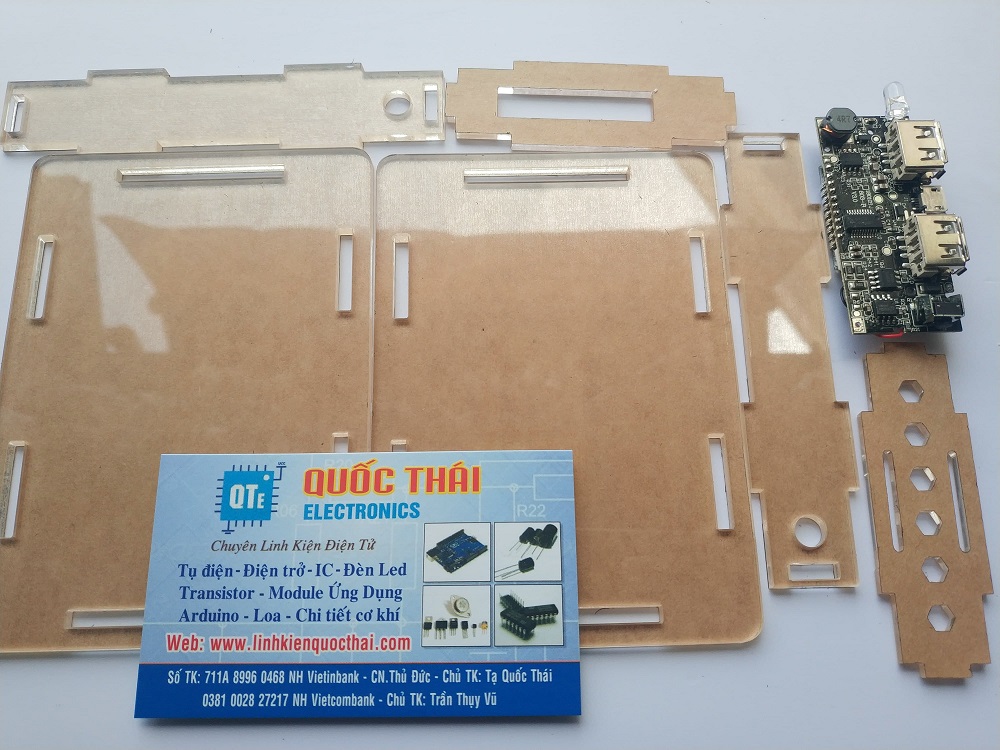 4R7
QTE
QUỐC THÁI
ELECTRONICS
R22
Chuyên Linh Kiện Điện Tử
Tụ điện - Điện trở - IC - Đèn Led
Transistor - Module Ứng Dụng
Arduino - Loa - Chi tiết cơ khí
Web: www.linhkienquocthai.com
Số TK: 711A 8996 0468 NH Vietinbank - CN.Thủ Đức - Chủ TK: Tạ Quốc Thái
0381 0028 27217 NH Vietcombank - Chủ TK: Trần Thụy Vũ